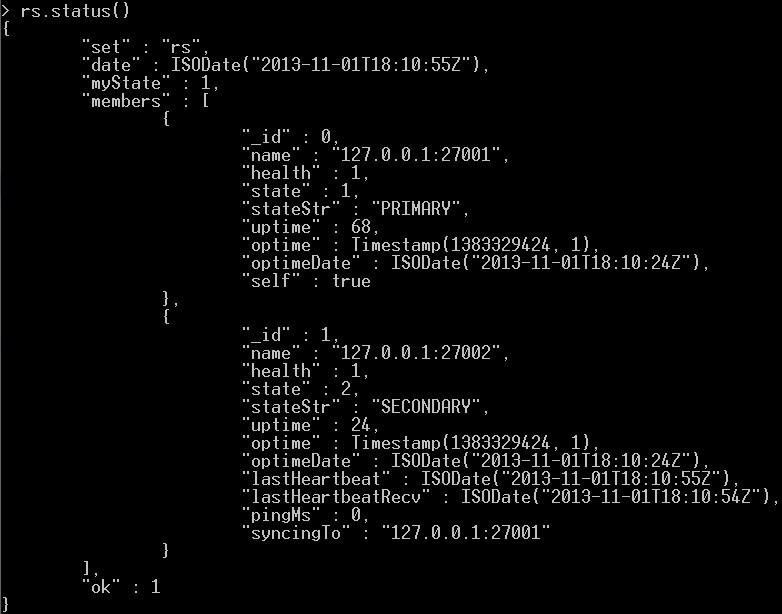 > rs.status()
{
        "set" : "rs",
        "date" : ISODate("2013-11-01T18:10:55Z"),
        "myState" : 1,
        "members" : [
                {
                        "_id" : 0,
                        "name" : "127.0.0.1:27001",
                        "health" : 1,
                        "state" : 1,
                        "stateStr" : "PRIMARY",
                        "uptime" : 68,
                        "optime" : Timestamp(1383329424, 1),
                        "optimeDate" : ISODate("2013-11-01T18:10:24Z"),
                        "self" : true
                },
                {
                        "_id" : 1,
                        "name" : "127.0.0.1:27002",
                        "health" : 1,
                        "state" : 2,
                        "stateStr" : "SECONDARY",
                        "uptime" : 24,
                        "optime" : Timestamp(1383329424, 1),
                        "optimeDate" : ISODate("2013-11-01T18:10:24Z"),
                        "lastHeartbeat" : ISODate("2013-11-01T18:10:55Z"),
                        "lastHeartbeatRecv" : ISODate("2013-11-01T18:10:54Z"),
                        "pingMs" : 0,
                        "syncingTo" : "127.0.0.1:27001"
                }
        ],
        "ok" : 1
}